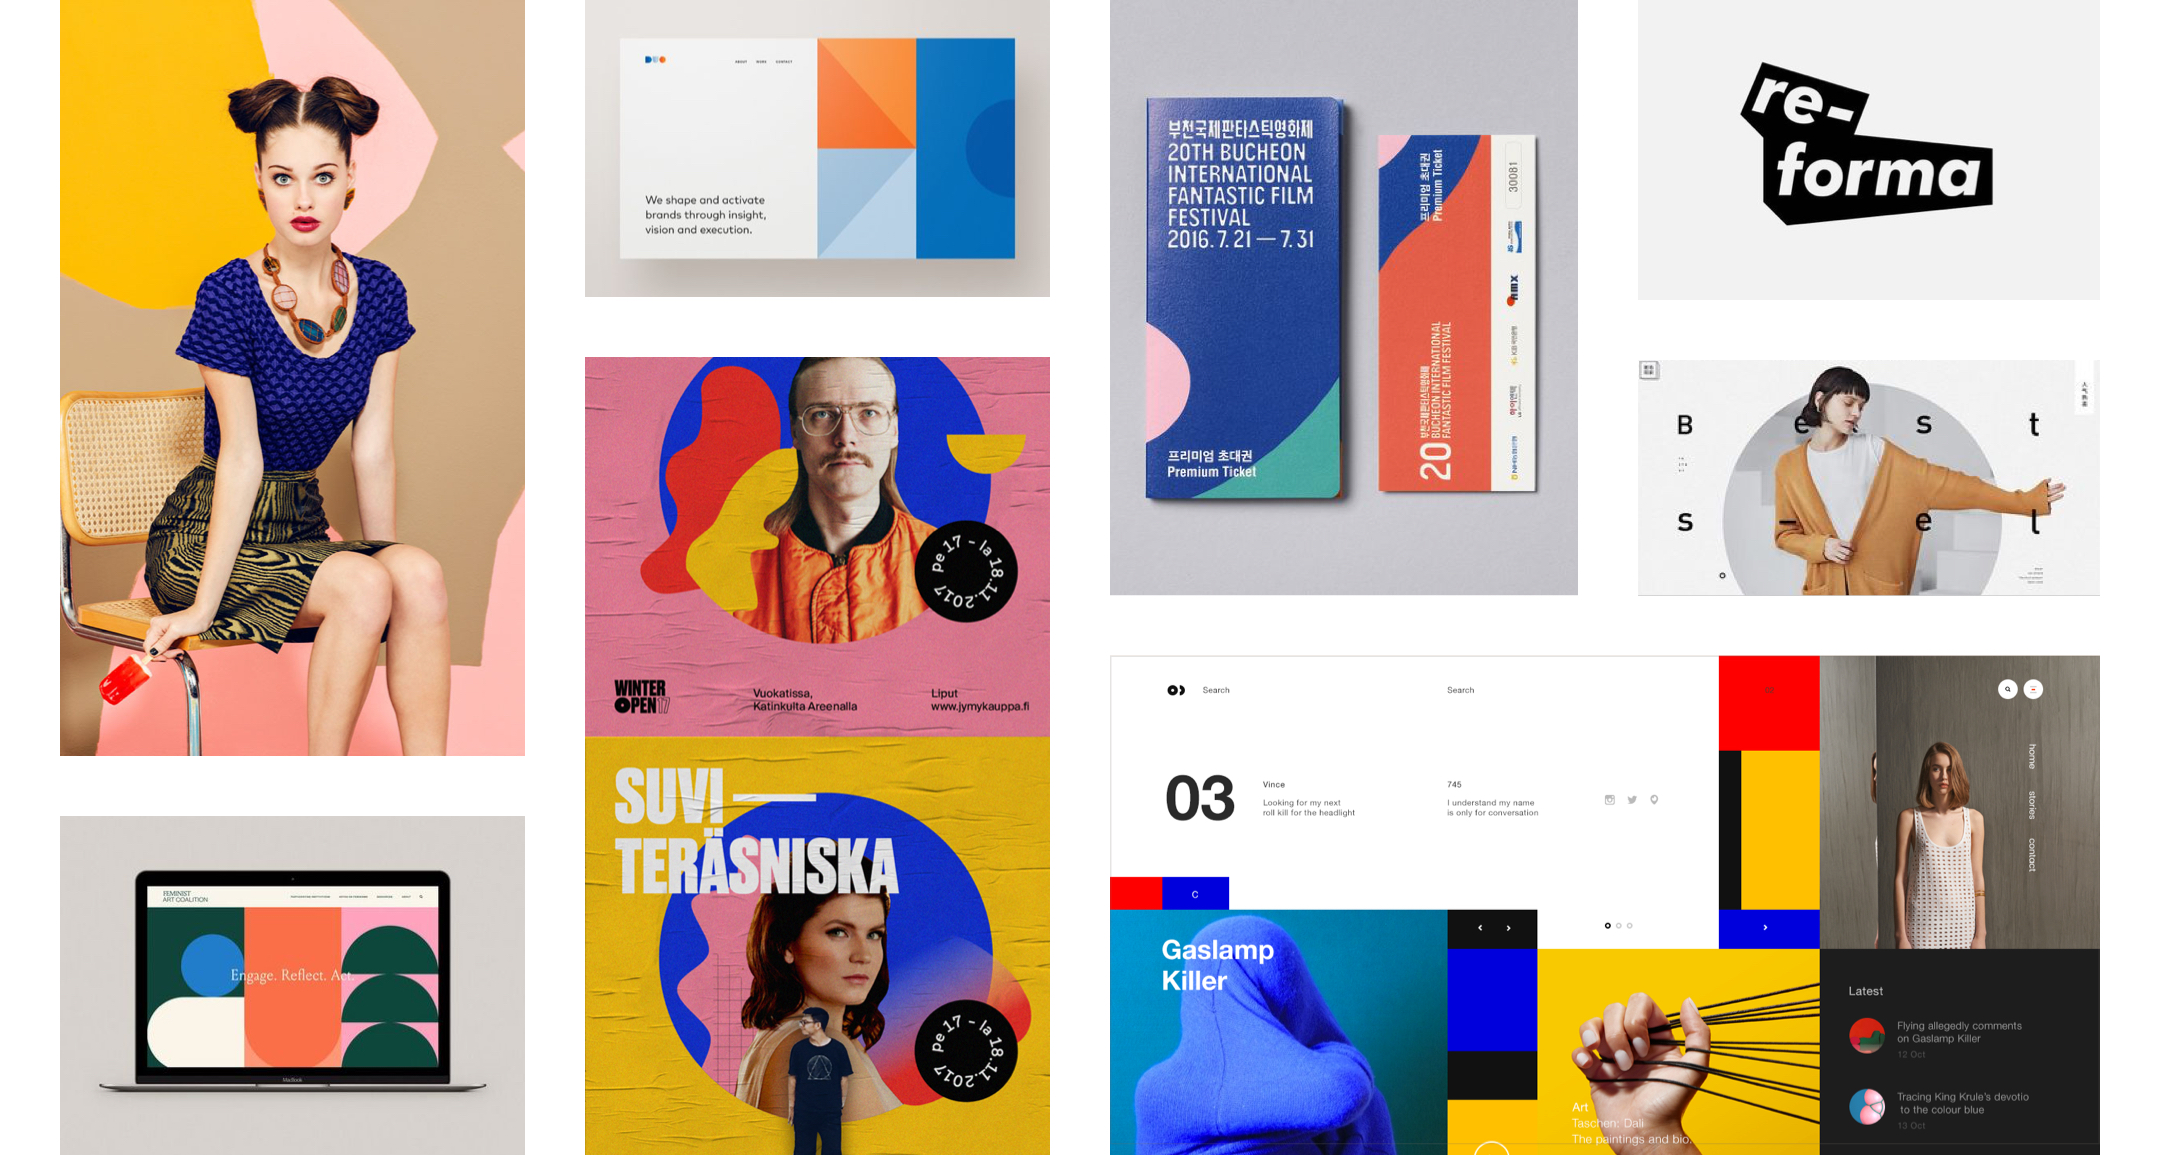 ABOUT WORK CONTACT
We shape and activate
brands through insight,
vision and execution.
부천국제판타스틱영화제
20TH BUCHEON
INTERNATIONAL
FANTASTIC FILM
FESTIVAL
2016.7.21 — 7.31
프리미엄 초대권
Premium Ticket
프리미엄 초대권
Premium Ticket
30081
20
부천국제판타스틱영화제
BUCHEON INTERNATIONAL
FANTASTIC FILM FESTIVAL
re-
forma
B e s t
s - e l
人气热卖
pe 17 – la 18.11.2017
WINTER
OPEN17
Vuokatissa,
Katinkulta Areenalla
Liput
www.jymykauppa.fi
SUVI —
TERÄSNISKA
pe 17 – la 18.11.2017
FEMINIST
ART COALITION
Engage. Reflect. Act.
MacBook
Search
Search
03
Vince
Looking for my next
roll kill for the headlight
745
I understand my name
is only for conversation
C
home
stories
contact
Gaslamp
Killer
Art
Taschen: Dali
The paintings and bio.
Latest
Flying allegedly comments
on Gaslamp Killer
12 Oct
Tracing King Krule's devotio
to the colour blue
13 Oct